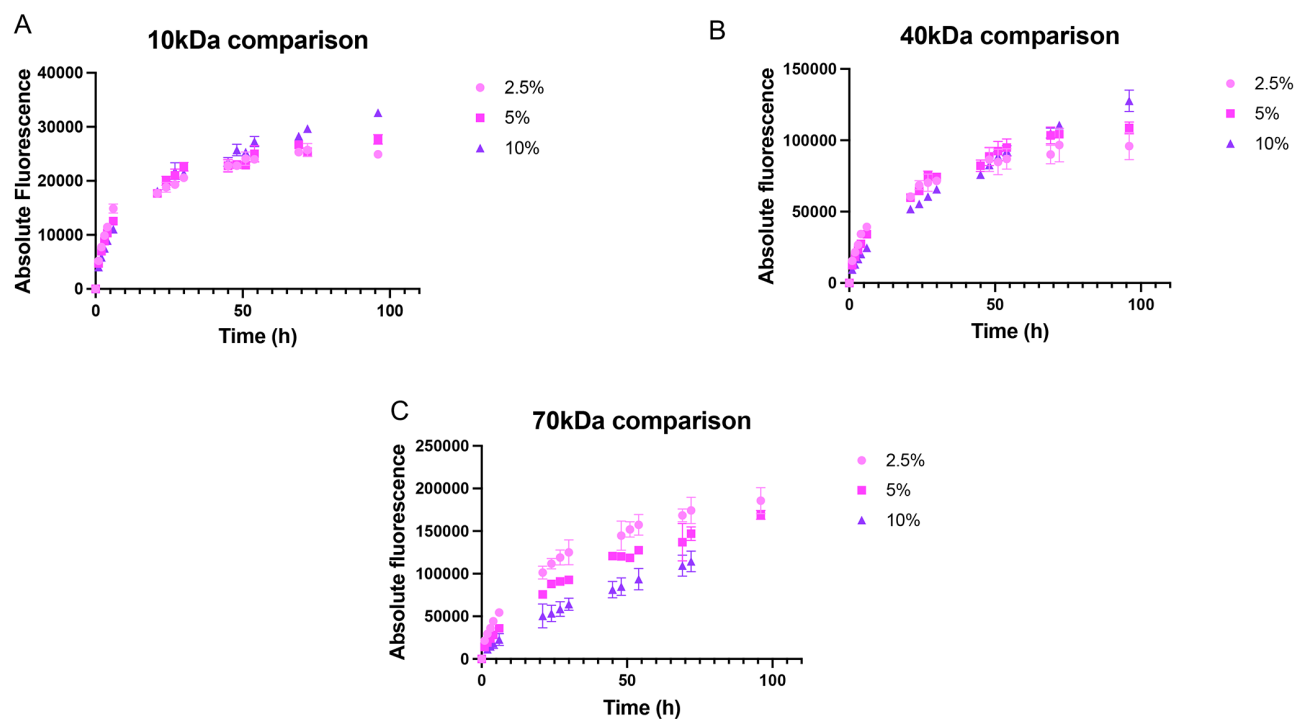 A
10kDa comparison
Absolute Fluorescence
40000
30000
20000
10000
0
0
50
100
Time (h)
2.5%
5%
10%
B
40kDa comparison
Absolute fluorescence
150000
100000
50000
0
0
50
100
Time (h)
2.5%
5%
10%
C
70kDa comparison
Absolute fluorescence
250000
200000
150000
100000
50000
0
0
50
100
Time (h)
2.5%
5%
10%